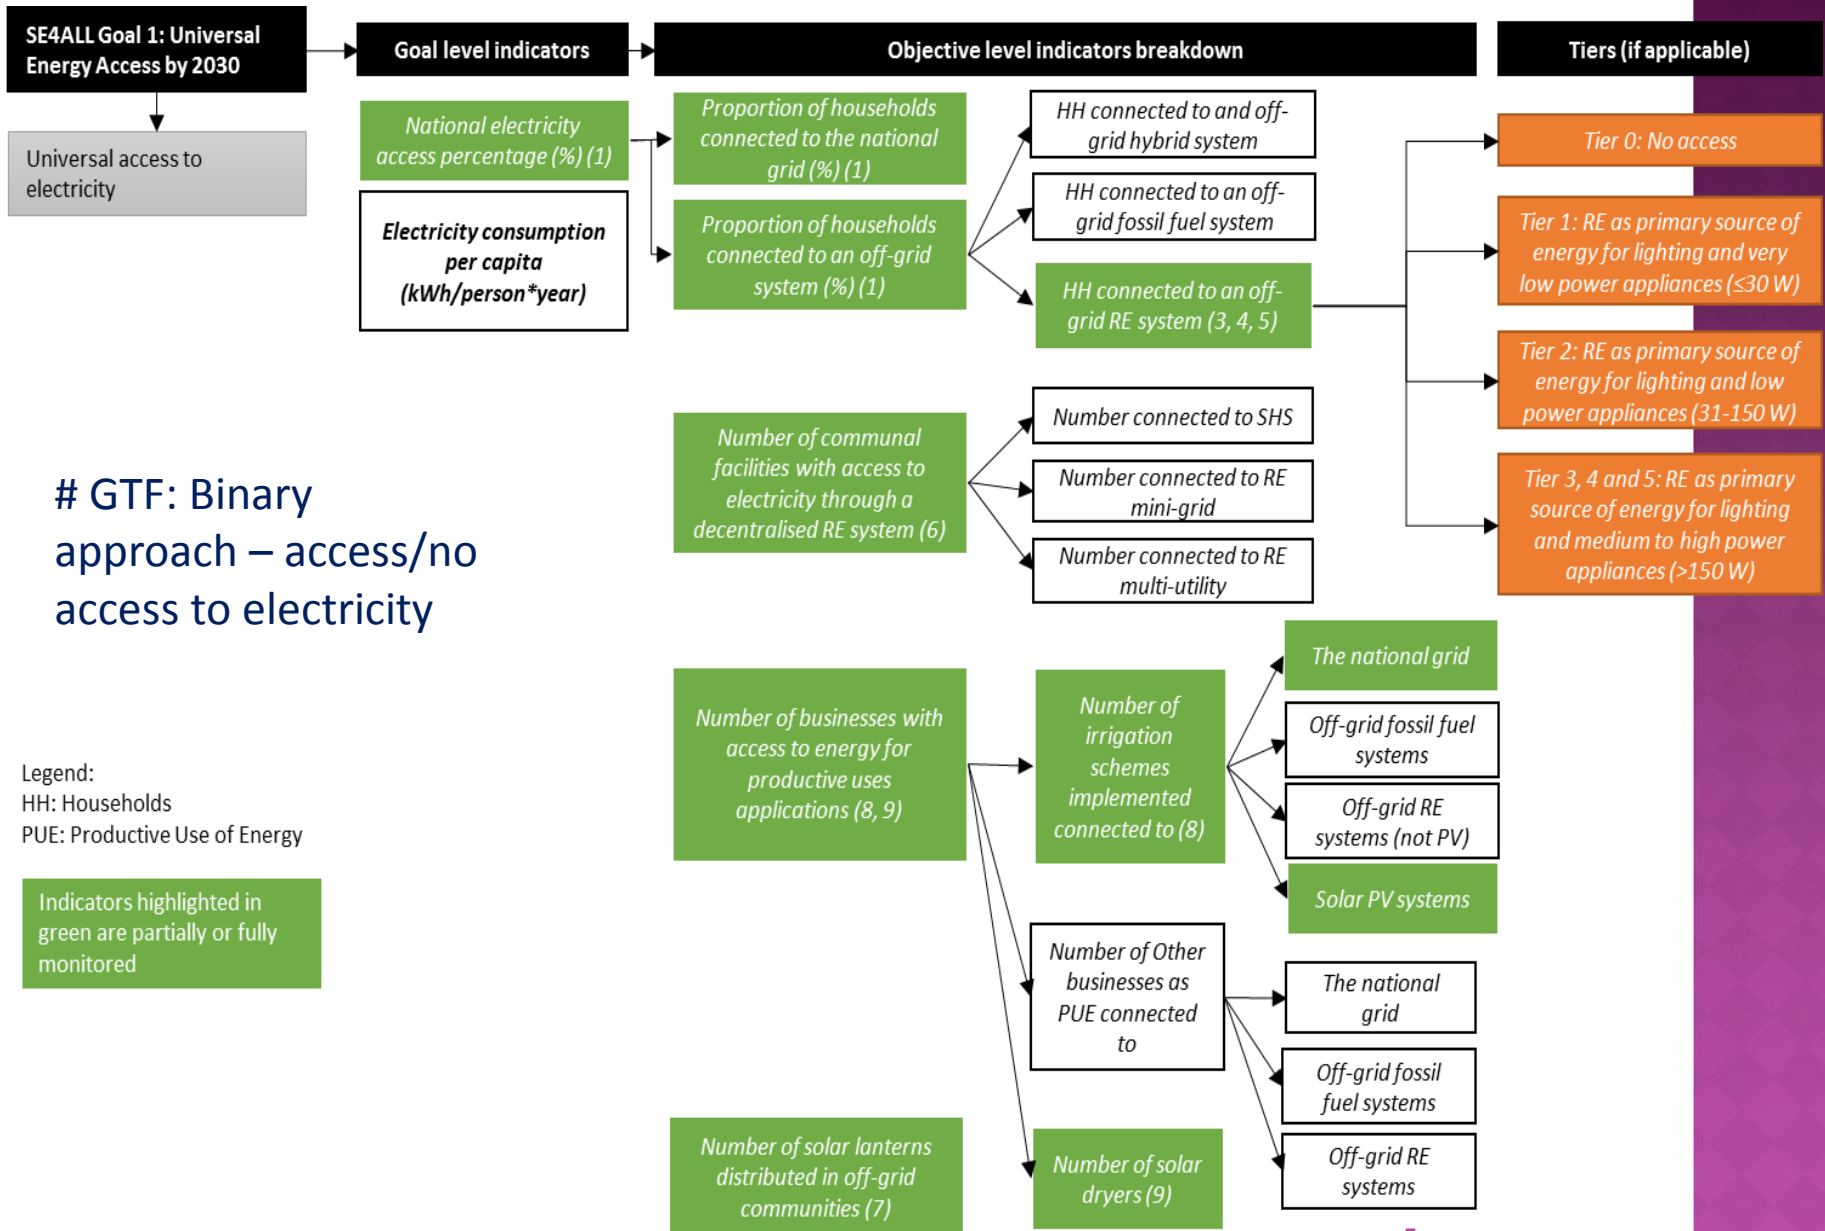 SE4ALL Goal 1: Universal
Energy Access by 2030
Goal level indicators
Objective level indicators breakdown
Tiers (if applicable)
Universal access to
electricity
National electricity
access percentage (%) (1)
Electricity consumption
per capita
(kWh/person*year)
Proportion of households
connected to the national
grid (%) (1)
Proportion of households
connected to an off-grid
system (%) (1)
HH connected to and off-
grid hybrid system
HH connected to an off-
grid fossil fuel system
HH connected to an off-
grid RE system (3, 4, 5)
Tier 0: No access
Tier 1: RE as primary source of
energy for lighting and very
low power appliances (≤30 W)
Tier 2: RE as primary source of
energy for lighting and low
power appliances (31-150 W)
Tier 3, 4 and 5: RE as primary
source of energy for lighting
and medium to high power
appliances (>150 W)
Number of communal
facilities with access to
electricity through a
decentralised RE system (6)
Number connected to SHS
Number connected to RE
mini-grid
Number connected to RE
multi-utility
# GTF: Binary
approach – access/no
access to electricity
Number of businesses with
access to energy for
productive uses
applications (8, 9)
Number of
irrigation
schemes
implemented
connected to (8)
The national grid
Off-grid fossil fuel
systems
Off-grid RE
systems (not PV)
Solar PV systems
Legend:
HH: Households
PUE: Productive Use of Energy
Indicators highlighted in
green are partially or fully
monitored
Number of Other
businesses as
PUE connected
to
The national
grid
Off-grid fossil
fuel systems
Off-grid RE
systems
Number of solar lanterns
distributed in off-grid
communities (7)
Number of solar
dryers (9)